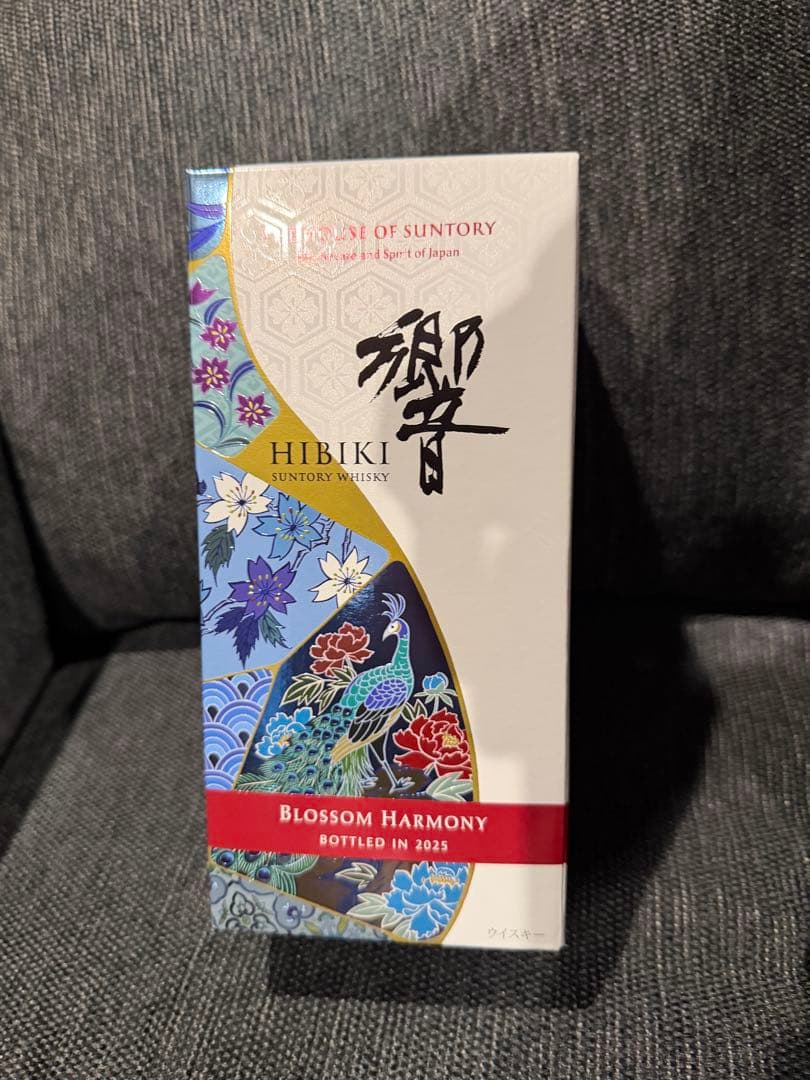 HOUSE OF SUNTORY
and Spirit of Japan
響
HIBIKI
SUNTORY WHISKY
BLOSSOM HARMONY
BOTTLED IN 2025
ウイスキー